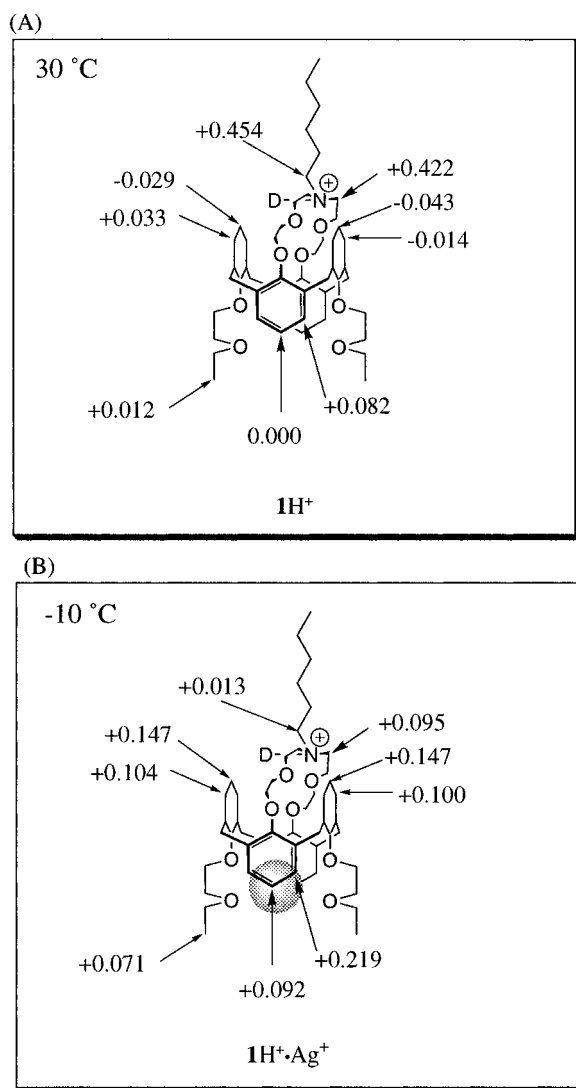 (A)
30 °C
+0.454
+0.422
-0.029
D
N
+
-0.043
+0.033
O
O
-0.014
O
O
O
O
O
O
+0.012
+0.082
0.000
1H+
(B)
-10 °C
+0.013
+0.095
D
N
+
+0.147
O
O
+0.147
+0.104
+0.100
O
O
O
O
O
O
+0.071
+0.219
+0.092
1H+•Ag+